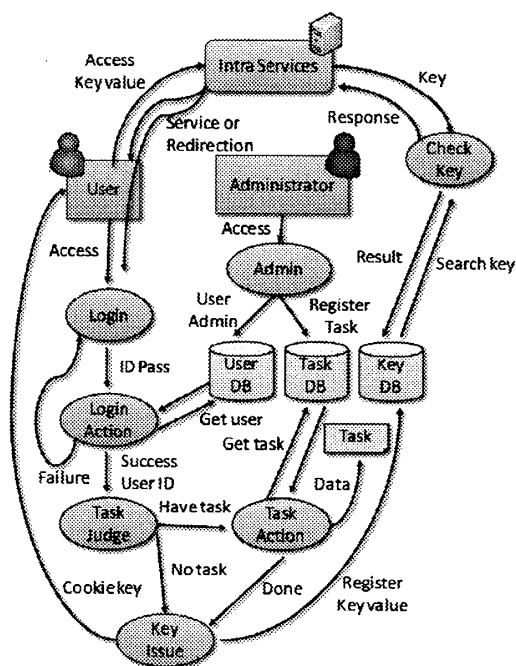 Access
Key value
Intra Services
Key
Response
Service or
Redirection
Check
Key
User
Administrator
Access
Access
Result
Search key
Admin
User
Admin
Register
Task
Login
ID Pass
User
DB
Task
DB
Key
DB
Login
Action
Get user
Get task
Task
Failure
Success
User ID
Data
Task
Judge
Have task
Task
Action
No task
Done
Register
Key value
Cookie key
Key
Issue